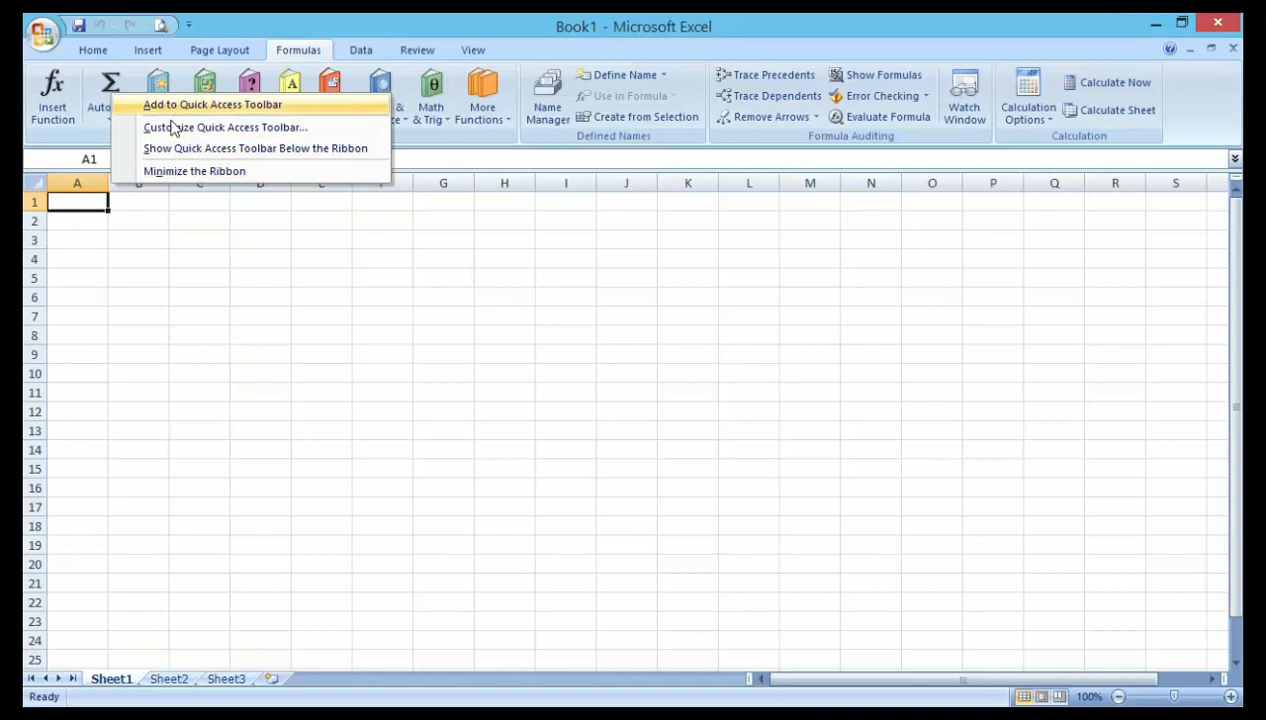 Book1 - Microsoft Excel
Home Insert Page Layout Formulas Data Review View
fx Σ ? A θ
Insert Function
Auto
& Math & Trig
More Functions
Name Manager
Define Name
Use in Formula
Create from Selection
Defined Names
Trace Precedents
Trace Dependents
Remove Arrows
Show Formulas
Error Checking
Evaluate Formula
Formula Auditing
Watch Window
Calculation Options
Calculate Now
Calculate Sheet
Calculation
Add to Quick Access Toolbar
Customize Quick Access Toolbar...
Show Quick Access Toolbar Below the Ribbon
Minimize the Ribbon
A1
A G H I J K L M N O P Q R S
1
2
3
4
5
6
7
8
9
10
11
12
13
14
15
16
17
18
19
20
21
22
23
24
25
Sheet1 Sheet2 Sheet3
Ready 100%